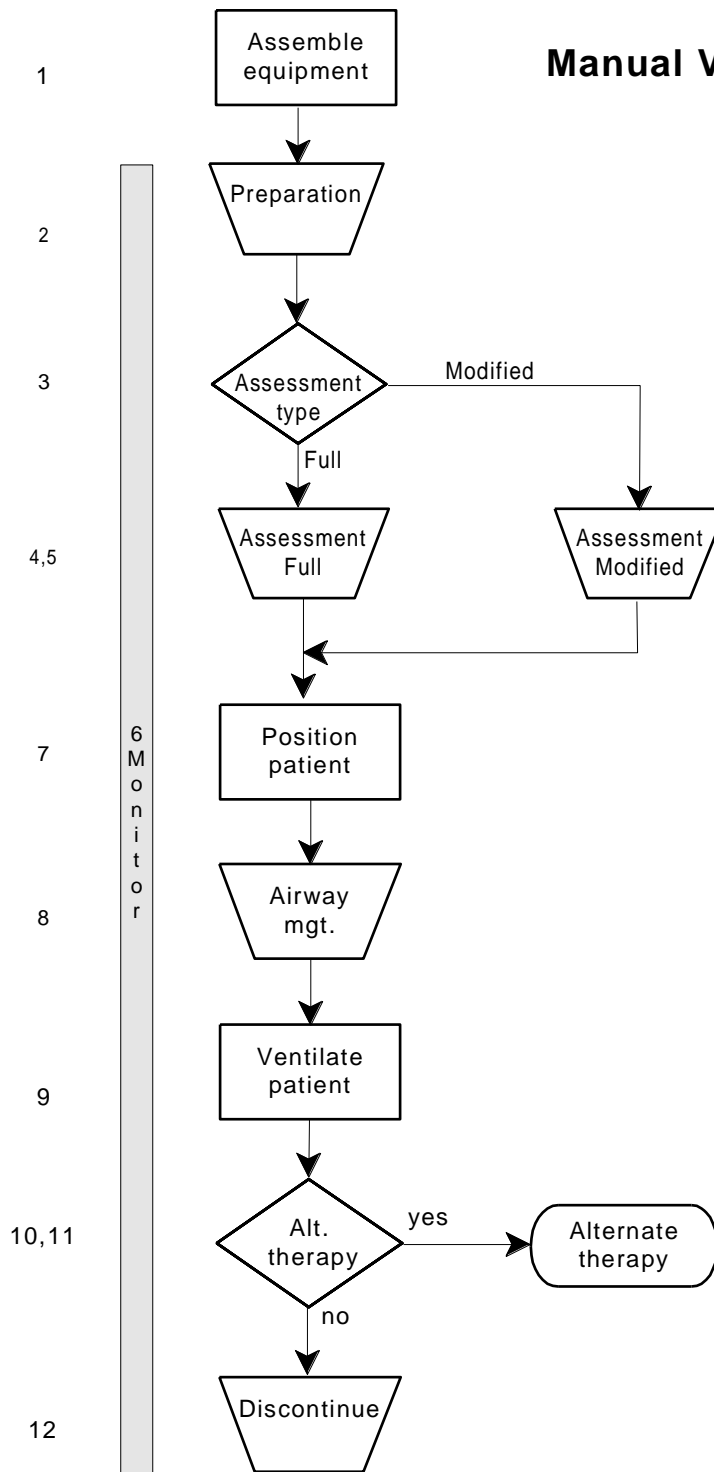 Manual V
1
Assemble
equipment
2
Preparation
3
Assessment
type
Modified
Full
4,5
Assessment
Full
Assessment
Modified
6
M
o
n
i
t
o
r
7
Position
patient
8
Airway
mgt.
9
Ventilate
patient
10,11
Alt.
therapy
yes
Alternate
therapy
no
12
Discontinue